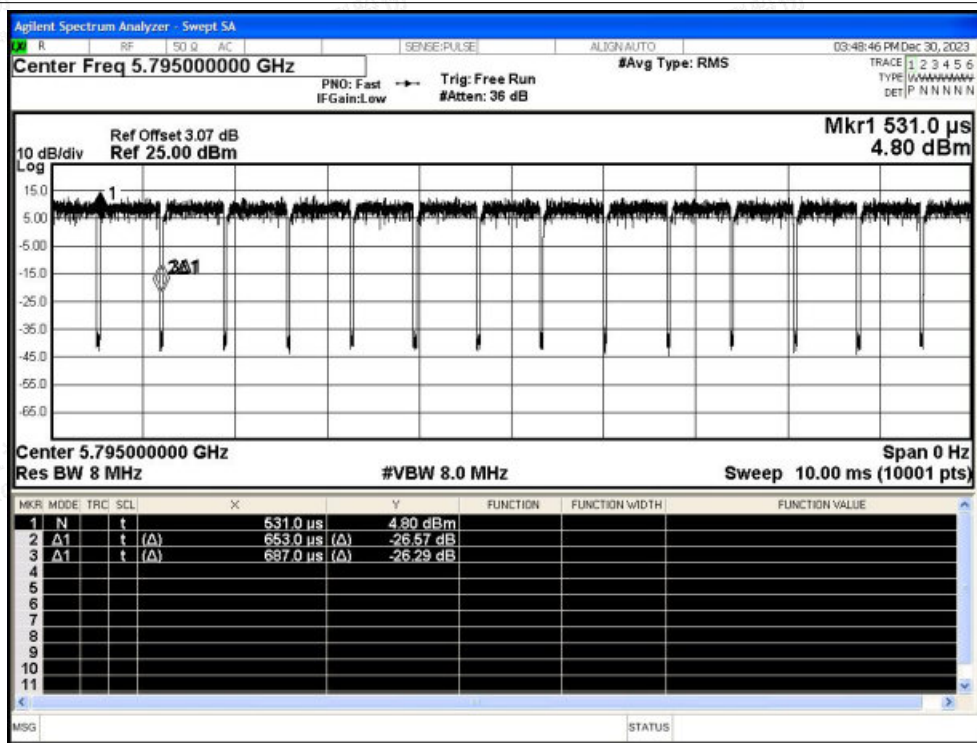 Agilent Spectrum Analyzer - Swept SA
R RF 50 Ω AC SENSE:PULSE ALIGN AUTO 03:48:46 PM Dec 30, 2023
Center Freq 5.795000000 GHz #Avg Type: RMS TRACE 1 2 3 4 5 6
PNO: Fast Trig: Free Run TYPE WWWWWW
IFGain:Low #Atten: 36 dB DET P N N N N N
Mkr1 531.0 µs
4.80 dBm
Ref Offset 3.07 dB
10 dB/div Ref 25.00 dBm
Log
15.0
1
5.00
-5.00
-15.0
3Δ1
-25.0
-35.0
-45.0
-55.0
-65.0
Center 5.795000000 GHz Span 0 Hz
Res BW 8 MHz #VBW 8.0 MHz Sweep 10.00 ms (10001 pts)
MKR MODE TRC SCL X Y FUNCTION FUNCTION WIDTH FUNCTION VALUE
1 N t 531.0 µs 4.80 dBm
2 Δ1 t (Δ) 653.0 µs (Δ) -26.57 dB
3 Δ1 t (Δ) 687.0 µs (Δ) -26.29 dB
4
5
6
7
8
9
10
11
MSG STATUS